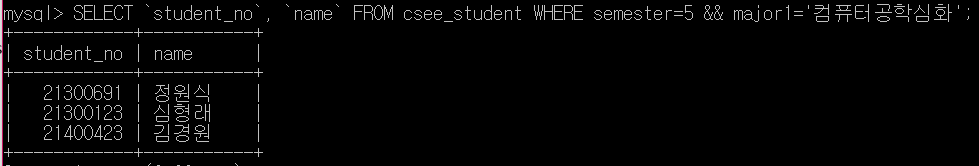 mysql> SELECT `student_no`, `name` FROM csee_student WHERE semester=5 && major1='컴퓨터공학심화';
+------------+-----------+
| student_no | name      |
+------------+-----------+
|   21300691 | 정원식    |
|   21300123 | 심형래    |
|   21400423 | 김경원    |
+------------+-----------+